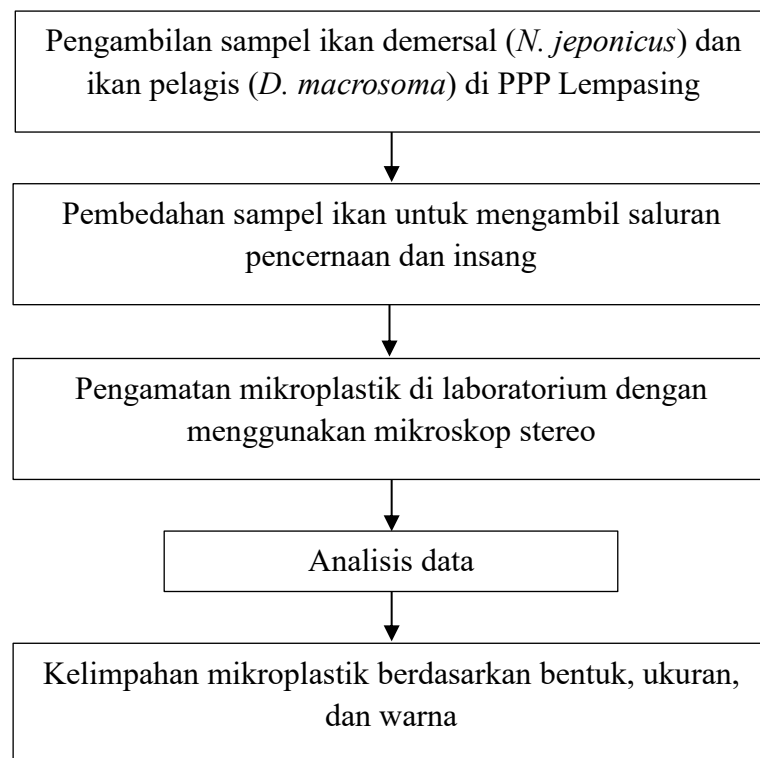 Pengambilan sampel ikan demersal (N. jeponicus) dan
ikan pelagis (D. macrosoma) di PPP Lempasing
Pembedahan sampel ikan untuk mengambil saluran
pencernaan dan insang
Pengamatan mikroplastik di laboratorium dengan
menggunakan mikroskop stereo
Analisis data
Kelimpahan mikroplastik berdasarkan bentuk, ukuran,
dan warna